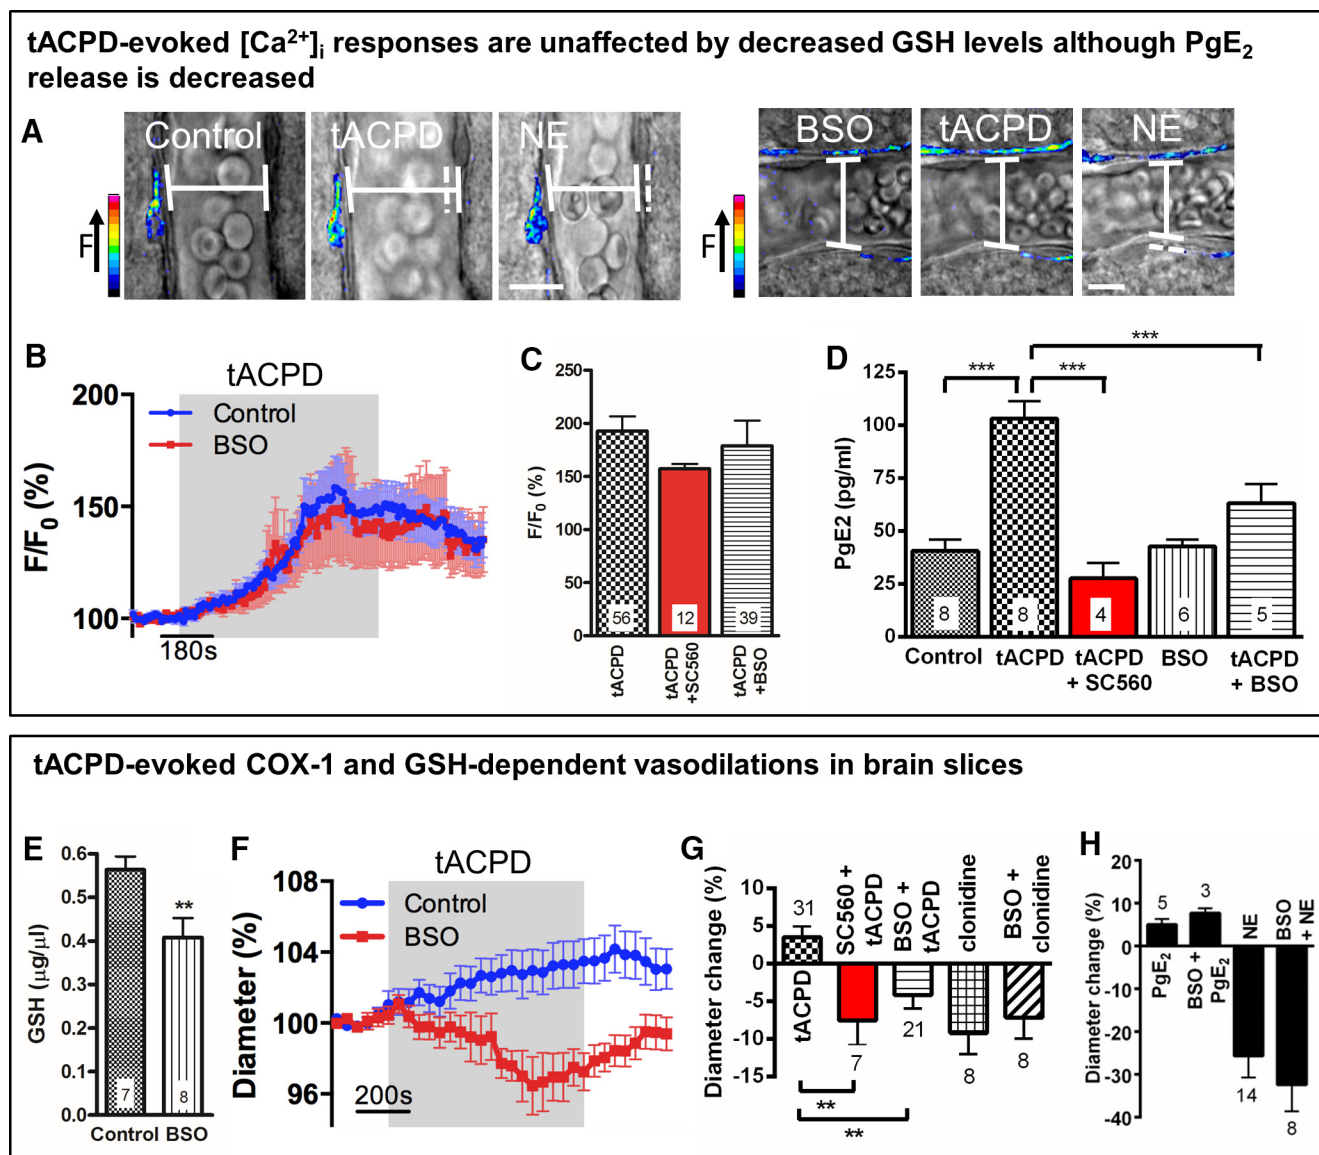 tACPD-evoked [Ca²⁺]ᵢ responses are unaffected by decreased GSH levels although PgE₂
release is decreased
A
Control
tACPD
NE
F
BSO
tACPD
NE
F
B
tACPD
200
150
100
F/F₀ (%)
Control
BSO
180s
C
250
200
150
100
50
0
F/F₀ (%)
56
12
39
tACPD
tACPD
+SC560
tACPD
+BSO
D
***
***
***
125
100
75
50
25
0
PgE2 (pg/ml)
8
8
4
6
5
Control
tACPD
tACPD
+ SC560
BSO
tACPD
+ BSO
tACPD-evoked COX-1 and GSH-dependent vasodilations in brain slices
E
0.6
0.5
0.4
0.3
0.2
0.1
0.0
GSH (µg/µl)
**
7
8
Control BSO
F
tACPD
108
104
100
96
Diameter (%)
Control
BSO
200s
G
10
5
0
-5
-10
-15
Diameter change (%)
31
tACPD
SC560 +
tACPD
7
BSO +
tACPD
21
clonidine
8
BSO +
clonidine
8
**
**
H
20
10
0
-10
-20
-30
-40
Diameter change (%)
5
PgE₂
3
BSO +
PgE₂
NE
14
BSO
+ NE
8